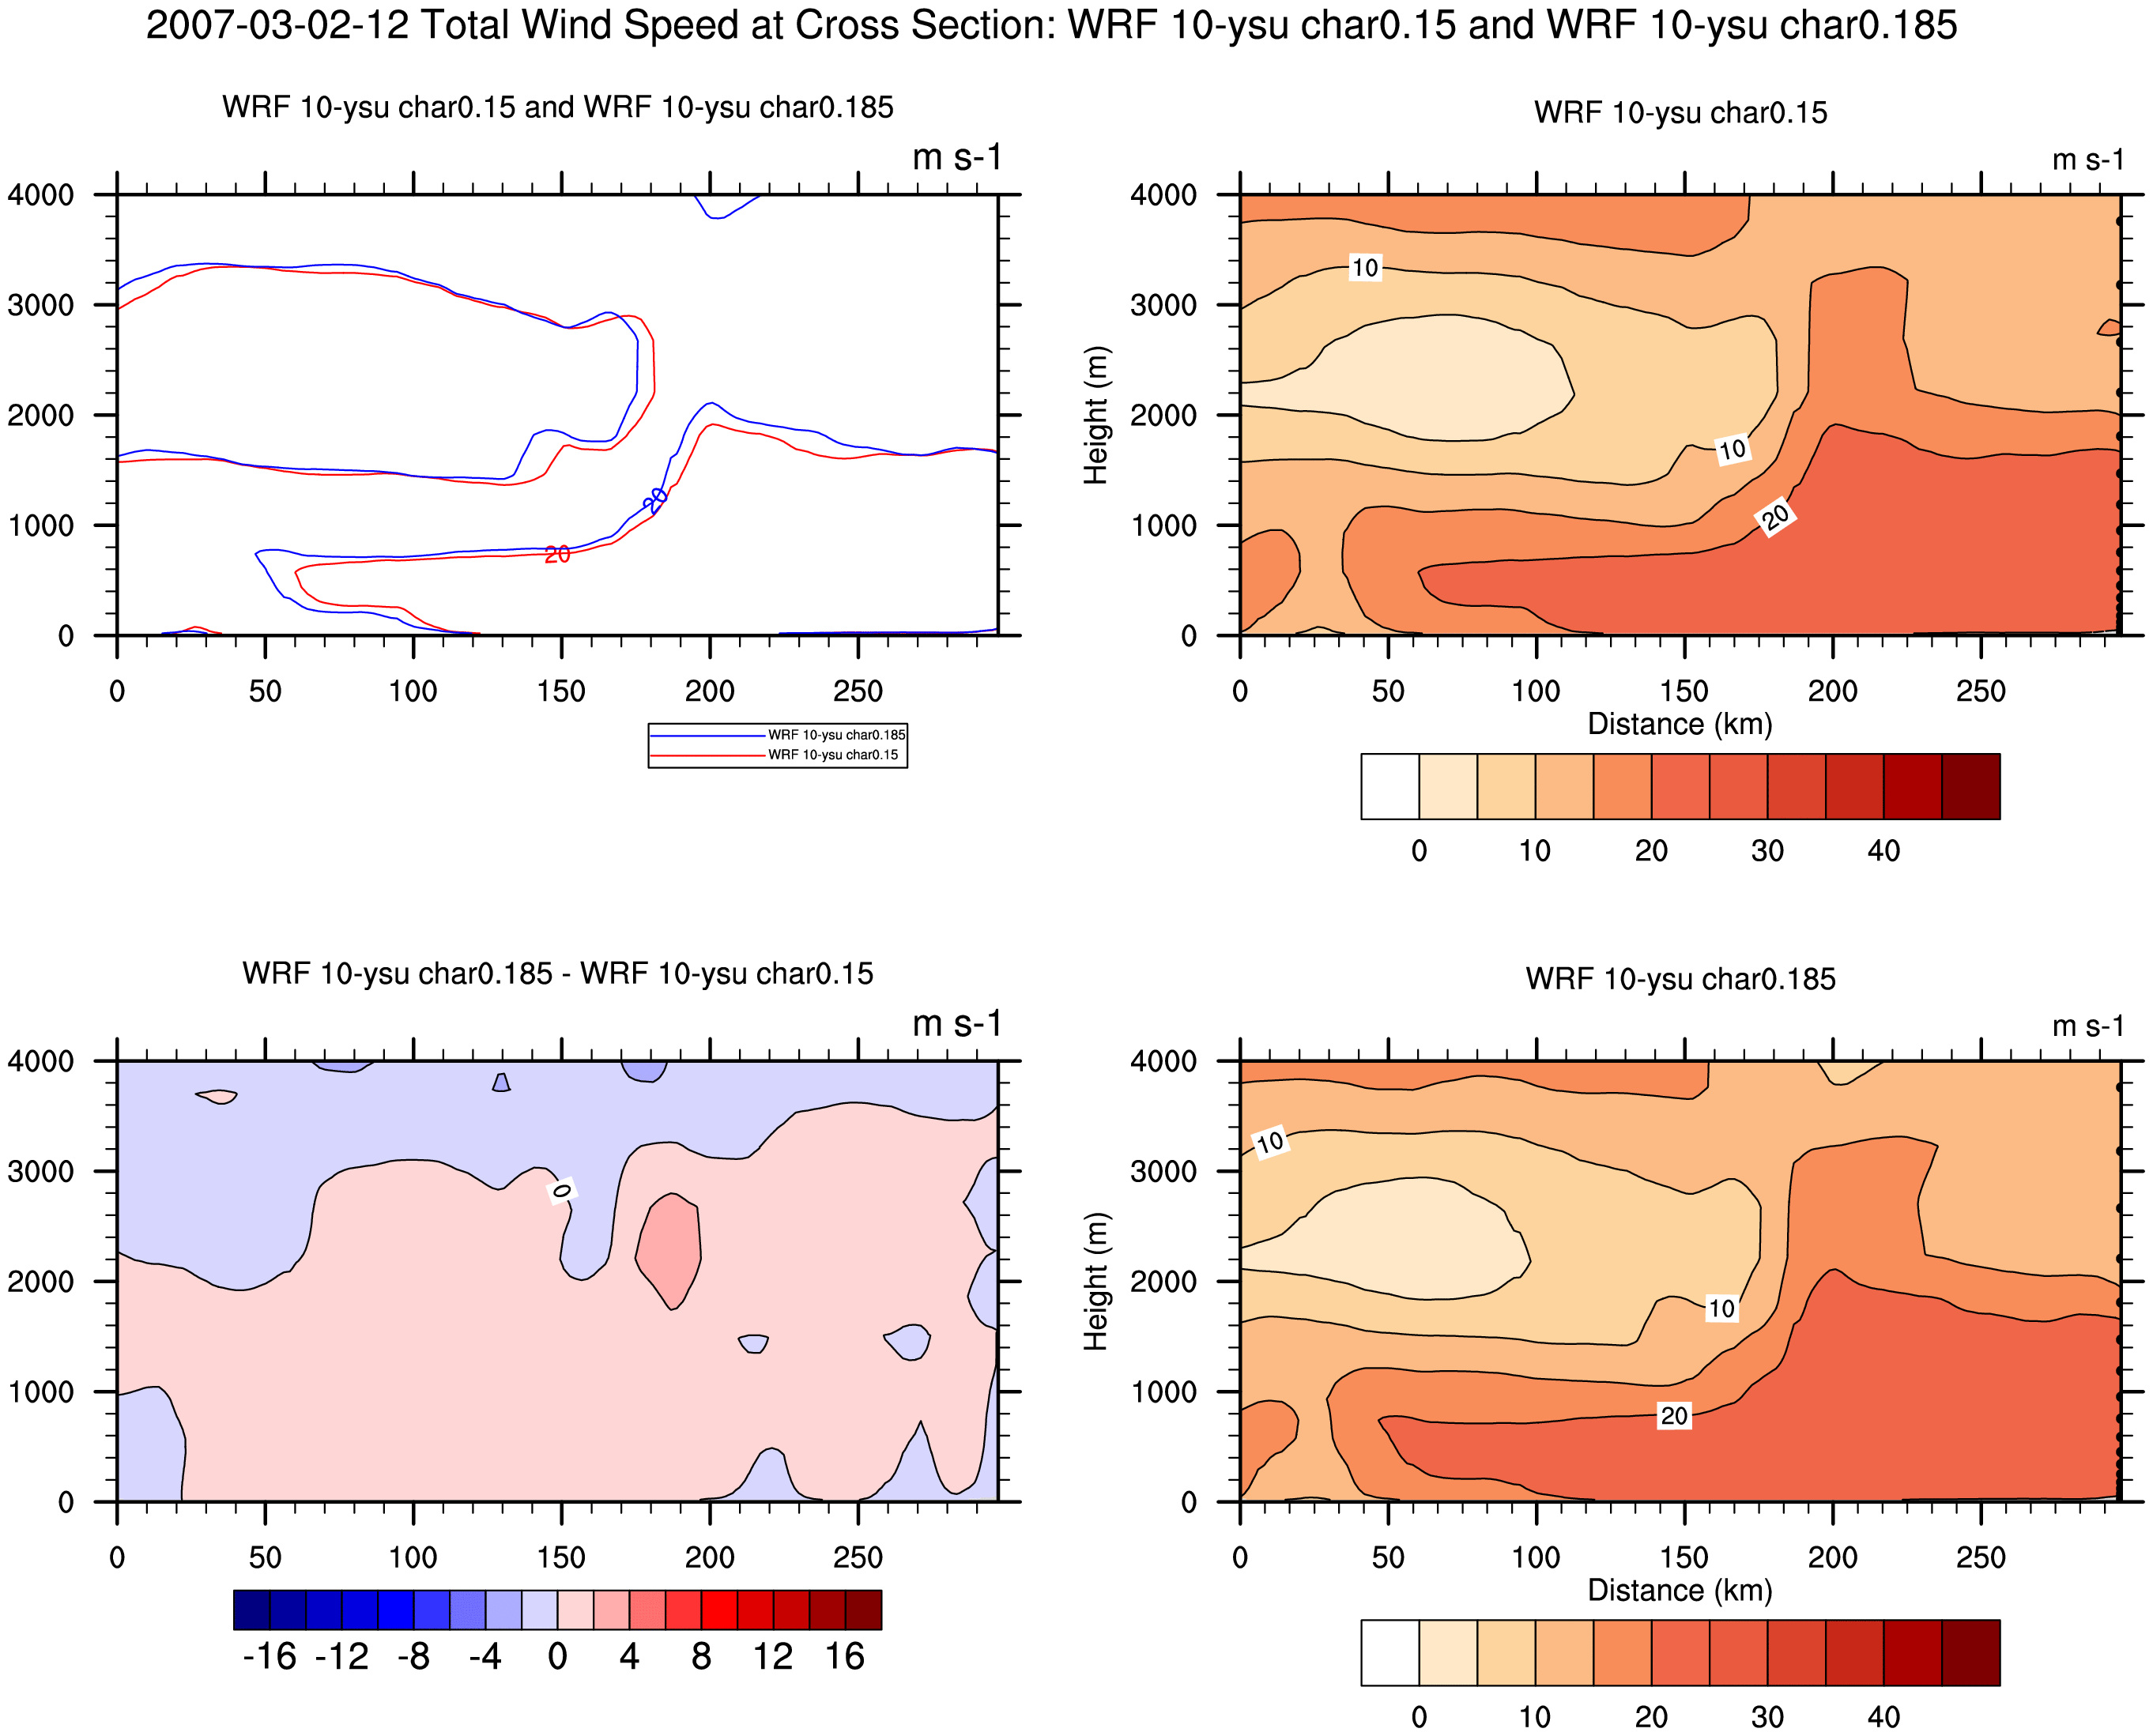 2007-03-02-12 Total Wind Speed at Cross Section: WRF 10-ysu char0.15 and WRF 10-ysu char0.185
WRF 10-ysu char0.15 and WRF 10-ysu char0.185
m s-1
4000
3000
2000
1000
0
20
20
0 50 100 150 200 250
WRF 10-ysu char0.185
WRF 10-ysu char0.15
WRF 10-ysu char0.15
m s-1
Height (m)
4000
3000
2000
1000
0
10
10
20
0 50 100 150 200 250
Distance (km)
0 10 20 30 40
WRF 10-ysu char0.185 - WRF 10-ysu char0.15
m s-1
4000
3000
2000
1000
0
0
0 50 100 150 200 250
-16 -12 -8 -4 0 4 8 12 16
WRF 10-ysu char0.185
m s-1
Height (m)
4000
3000
2000
1000
0
10
10
20
0 50 100 150 200 250
Distance (km)
0 10 20 30 40